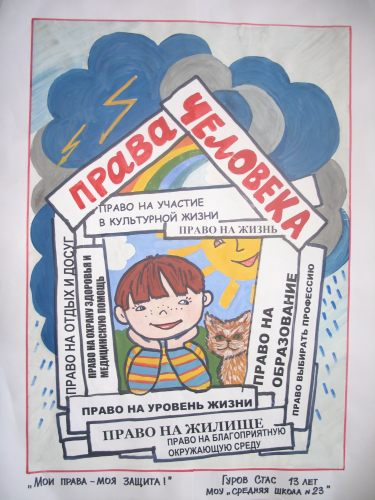 ПРАВА
ЧЕЛОВЕКА
ПРАВО НА УЧАСТИЕ
В КУЛЬТУРНОЙ ЖИЗНИ
ПРАВО НА ЖИЗНЬ
ПРАВО НА ОТДЫХ И ДОСУГ
ПРАВО НА ОХРАНУ ЗДОРОВЬЯ И
МЕДИЦИНСКУЮ ПОМОЩЬ
ПРАВО НА
ОБРАЗОВАНИЕ
ПРАВО ВЫБИРАТЬ ПРОФЕССИЮ
ПРАВО НА УРОВЕНЬ ЖИЗНИ
ПРАВО НА ЖИЛИЩЕ
ПРАВО НА БЛАГОПРИЯТНУЮ
ОКРУЖАЮЩУЮ СРЕДУ
„МОИ ПРАВА – МОЯ ЗАЩИТА!"
ГУРОВ СТАС 13 ЛЕТ
МОУ „СРЕДНЯЯ ШКОЛА №23"